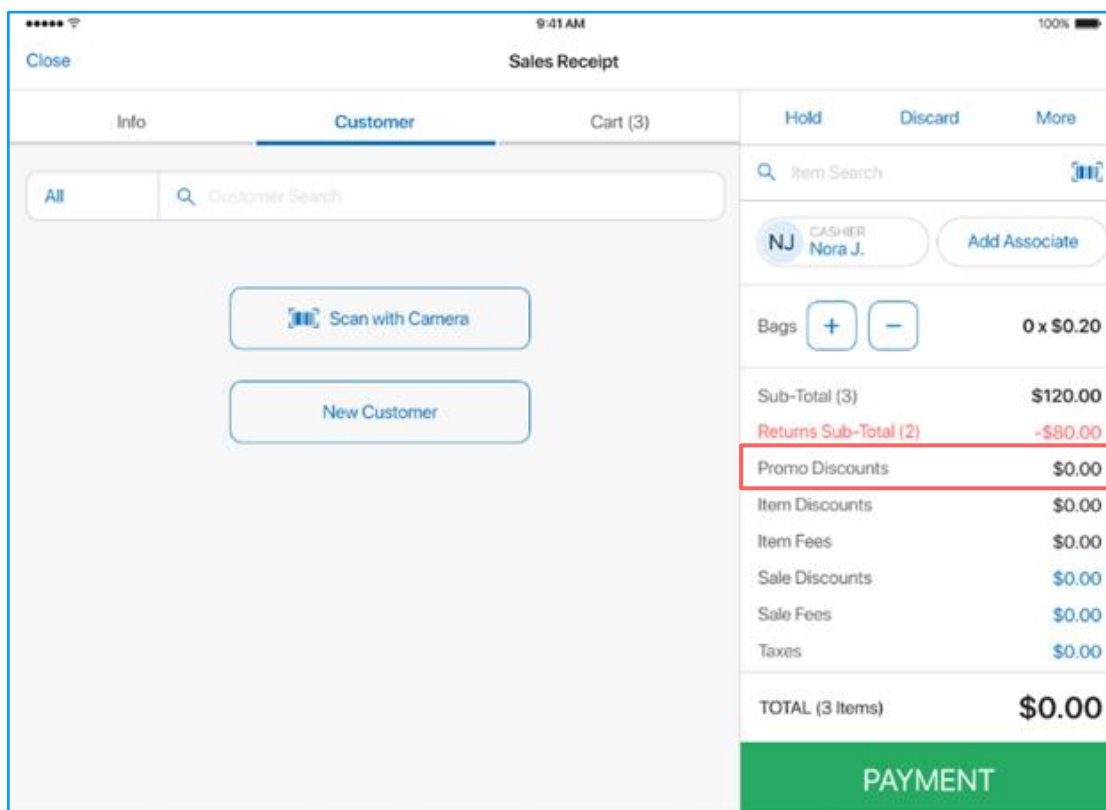 9:41 AM
100%
Close
Sales Receipt
Info
Customer
Cart (3)
Hold
Discard
More
All
Customer Search
Item Search
NJ
CASHIER
Nora J.
Add Associate
Scan with Camera
New Customer
Bags + − 0 x $0.20
Sub-Total (3) $120.00
Returns Sub-Total (2) -$80.00
Promo Discounts $0.00
Item Discounts $0.00
Item Fees $0.00
Sale Discounts $0.00
Sale Fees $0.00
Taxes $0.00
TOTAL (3 Items) $0.00
PAYMENT